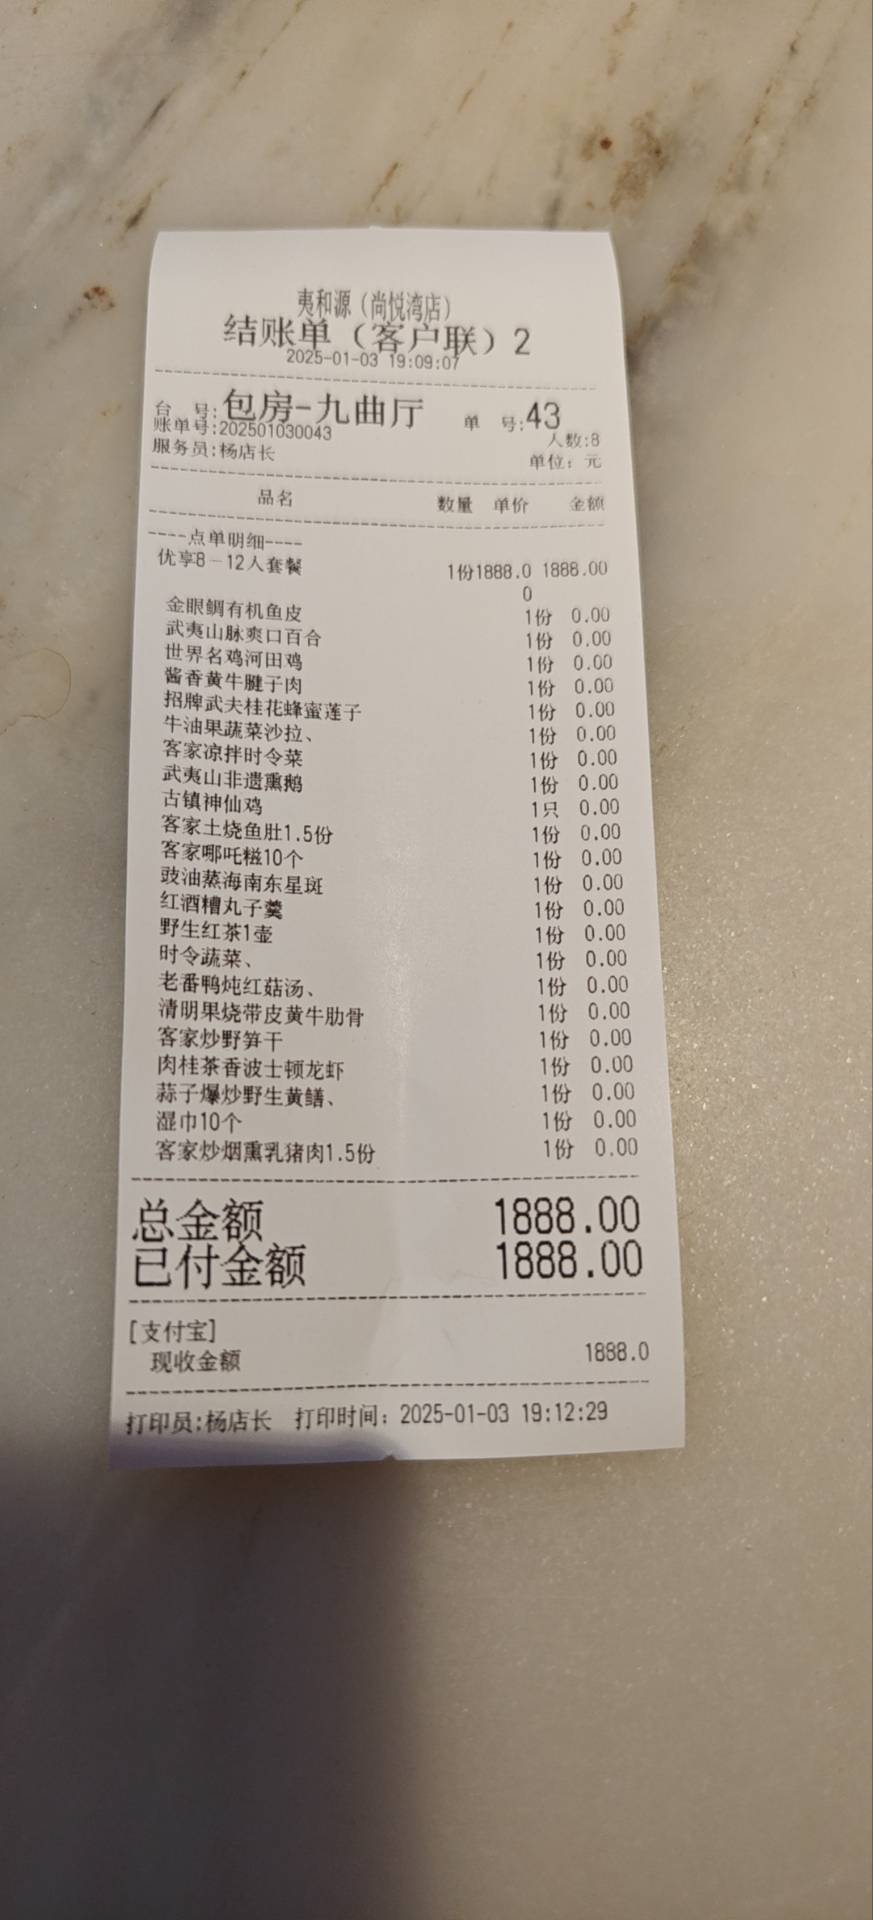 夷和源（尚悦湾店）
结账单（客户联）2
2025-01-03 19:09:07
台 号:包房-九曲厅 单 号:43
账单号:202501030043 人数:8
服务员:杨店长 单位：元
品名 数量 单价 金额
----点单明细----
优享8-12人套餐 1份1888.0 1888.00
0
金眼鲷有机鱼皮 1份 0.00
武夷山脉爽口百合 1份 0.00
世界名鸡河田鸡 1份 0.00
酱香黄牛腱子肉 1份 0.00
招牌武夫桂花蜂蜜莲子 1份 0.00
牛油果蔬菜沙拉、 1份 0.00
客家凉拌时令菜 1份 0.00
武夷山非遗熏鹅 1份 0.00
古镇神仙鸡 1只 0.00
客家土烧鱼肚1.5份 1份 0.00
客家哪吒糍10个 1份 0.00
豉油蒸海南东星斑 1份 0.00
红酒糟丸子羹 1份 0.00
野生红茶1壶 1份 0.00
时令蔬菜、 1份 0.00
老番鸭炖红菇汤、 1份 0.00
清明果烧带皮黄牛肋骨 1份 0.00
客家炒野笋干 1份 0.00
肉桂茶香波士顿龙虾 1份 0.00
蒜子爆炒野生黄鳝、 1份 0.00
湿巾10个 1份 0.00
客家炒烟熏乳猪肉1.5份 1份 0.00
总金额 1888.00
已付金额 1888.00
[支付宝]
现收金额 1888.0
打印员:杨店长 打印时间：2025-01-03 19:12:29